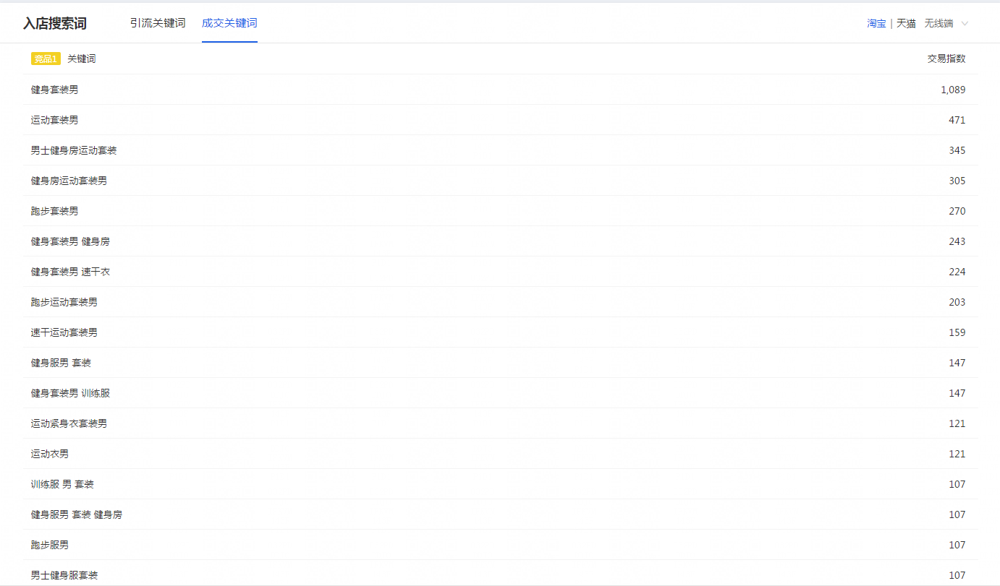 入店搜索词 引流关键词 成交关键词 淘宝 | 天猫 无线端
竞品1 关键词 交易指数
健身套装男 1,089
运动套装男 471
男士健身房运动套装 345
健身房运动套装男 305
跑步套装男 270
健身套装男 健身房 243
健身套装男 速干衣 224
跑步运动套装男 203
速干运动套装男 159
健身服男 套装 147
健身套装男 训练服 147
运动紧身衣套装男 121
运动衣男 121
训练服 男 套装 107
健身服男 套装 健身房 107
跑步服男 107
男士健身服套装 107